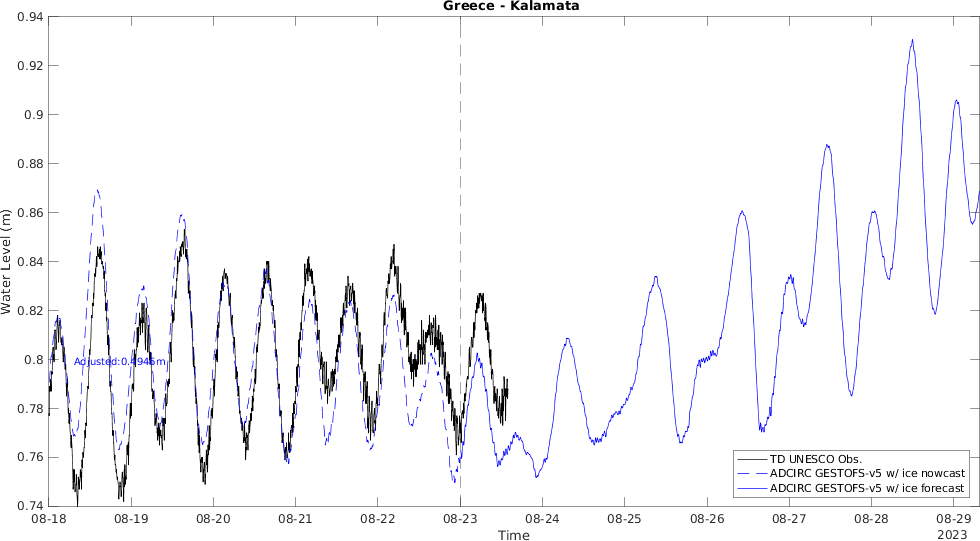 Greece - Kalamata
0.94
0.92
0.9
0.88
0.86
0.84
0.82
0.8
0.78
0.76
0.74
Water Level (m)
Adjusted:0.4946m
TD UNESCO Obs.
ADCIRC GESTOFS-v5 w/ ice nowcast
ADCIRC GESTOFS-v5 w/ ice forecast
08-18 08-19 08-20 08-21 08-22 08-23 08-24 08-25 08-26 08-27 08-28 08-29
Time
2023